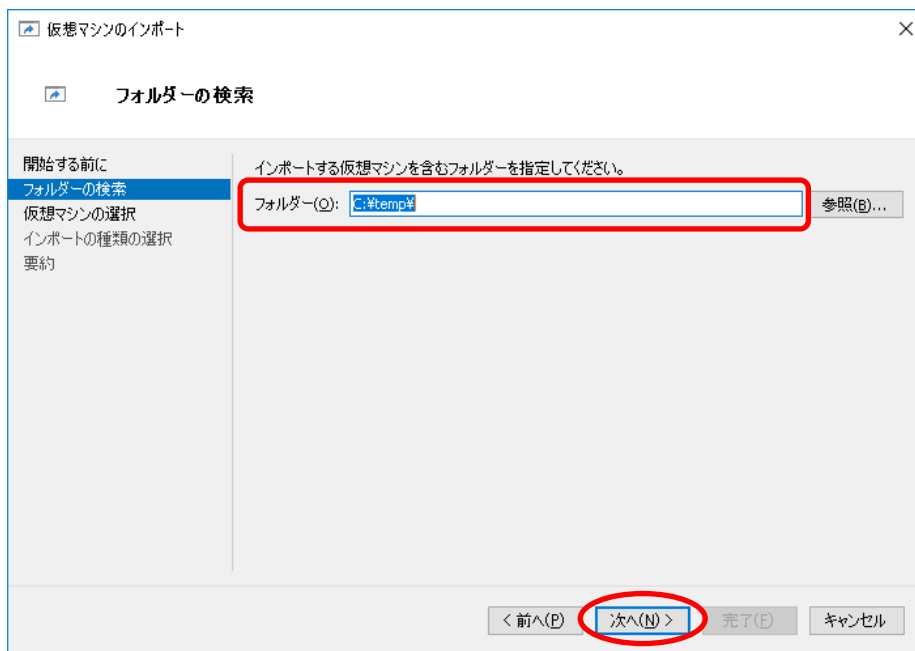 仮想マシンのインポート
フォルダーの検索
開始する前に
フォルダーの検索
仮想マシンの選択
インポートの種類の選択
要約
インポートする仮想マシンを含むフォルダーを指定してください。
フォルダー(O): C:¥temp¥ 参照(B)...
< 前へ(P) 次へ(N) > 完了(F) キャンセル